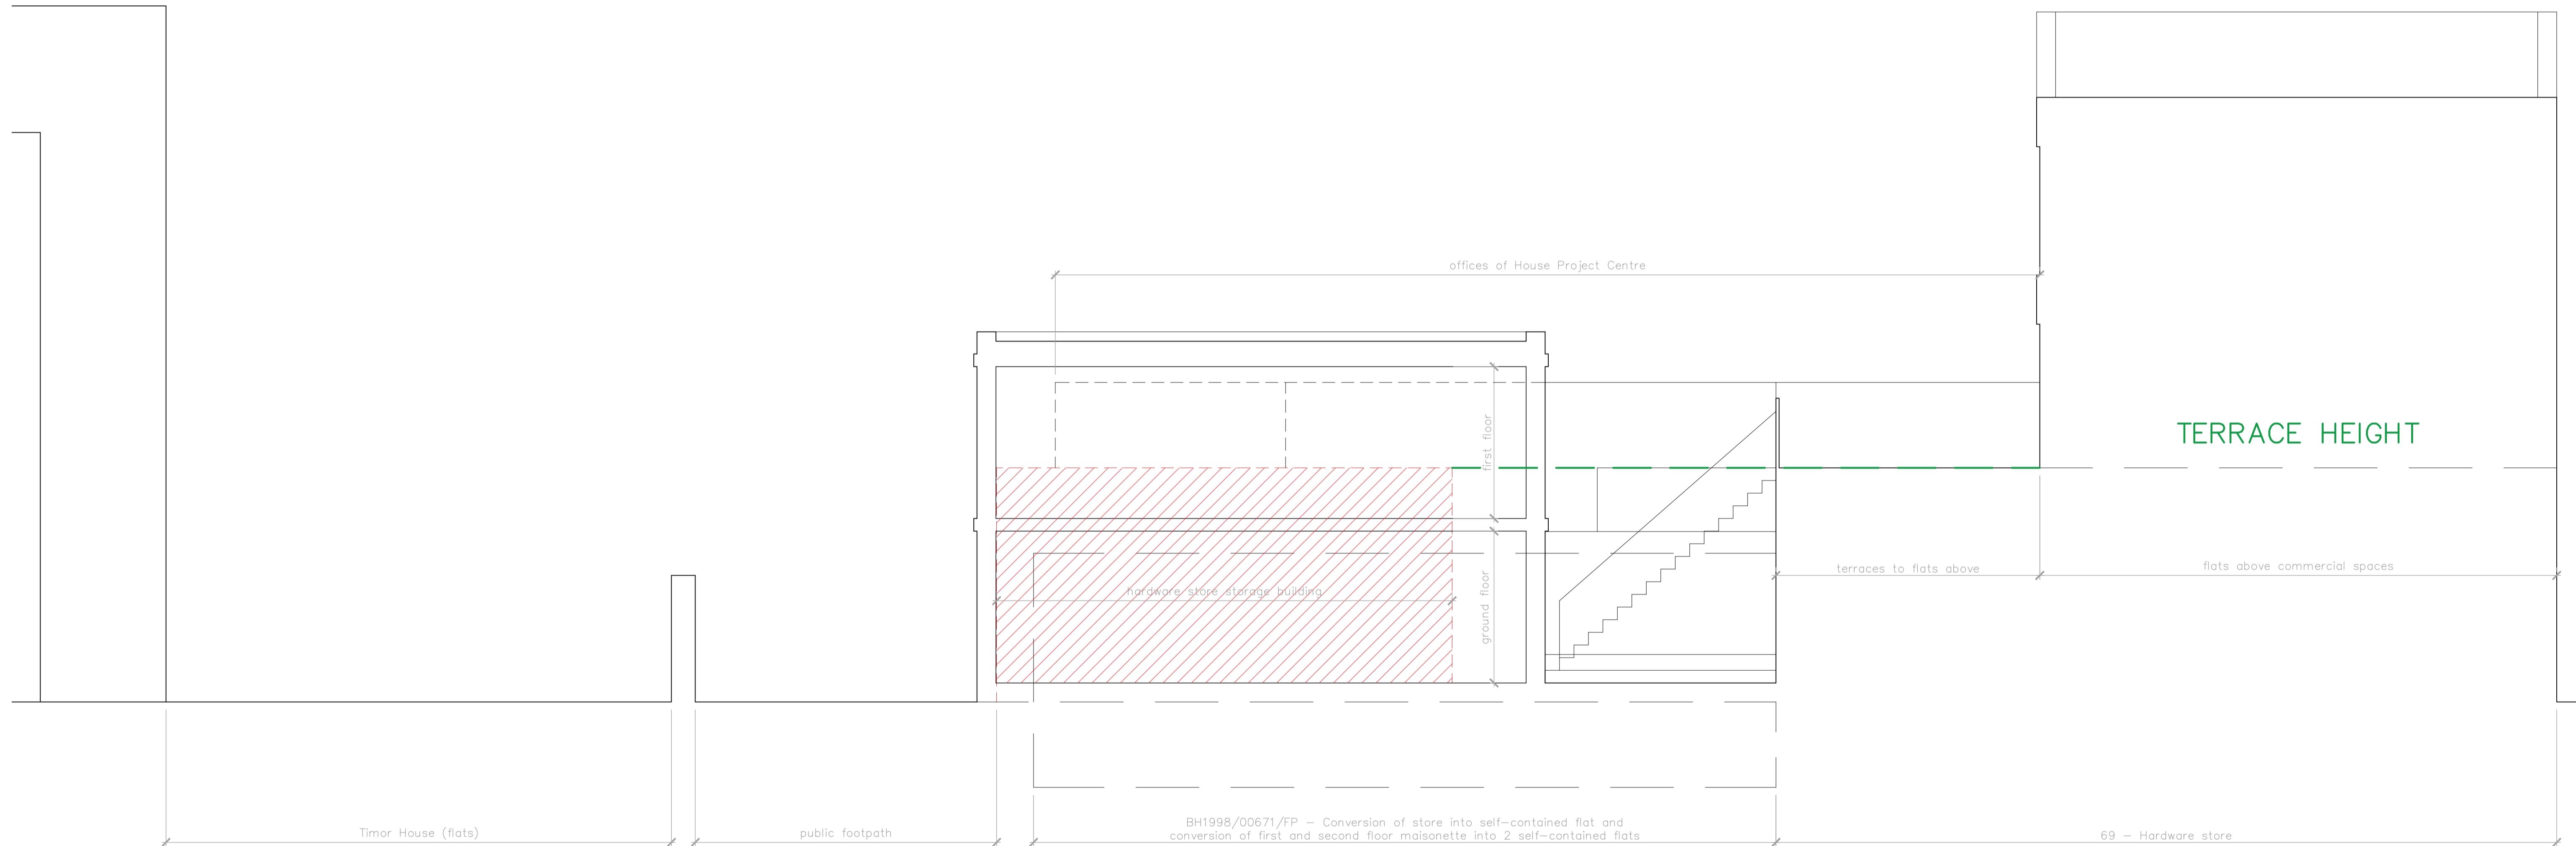 offices of House Project Centre
first floor
TERRACE HEIGHT
terraces to flats above
flats above commercial spaces
hardware store storage building
ground floor
Timor House (flats)
public footpath
BH1998/00671/FP – Conversion of store into self-contained flat and
conversion of first and second floor maisonette into 2 self-contained flats
69 – Hardware store